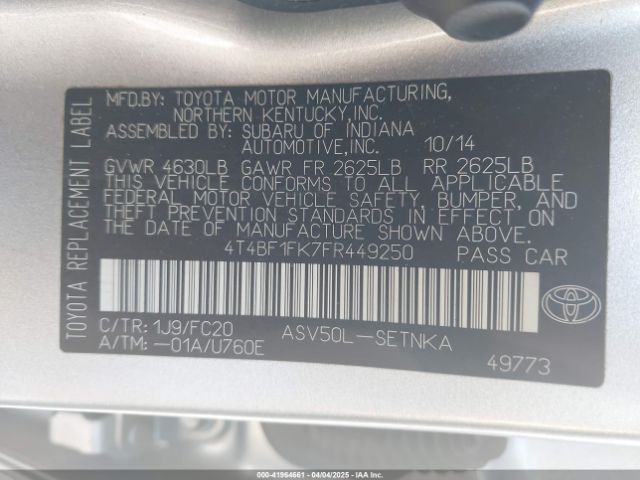 TOYOTA REPLACEMENT LABEL
MFD.BY: TOYOTA MOTOR MANUFACTURING,
NORTHERN KENTUCKY,INC.
ASSEMBLED BY: SUBARU OF INDIANA
AUTOMOTIVE,INC. 10/14
GVWR 4630LB GAWR FR 2625LB RR 2625LB
THIS VEHICLE CONFORMS TO ALL APPLICABLE
FEDERAL MOTOR VEHICLE SAFETY, BUMPER, AND
THEFT PREVENTION STANDARDS IN EFFECT ON
THE DATE OF MANUFACTURE SHOWN ABOVE.
4T4BF1FK7FR449250 PASS CAR
C/TR: 1J9/FC20 ASV50L-SETNKA
A/TM: -01A/U760E 49773
TOYOTA
000-41964661 - 04/04/2025 - IAAI.COM